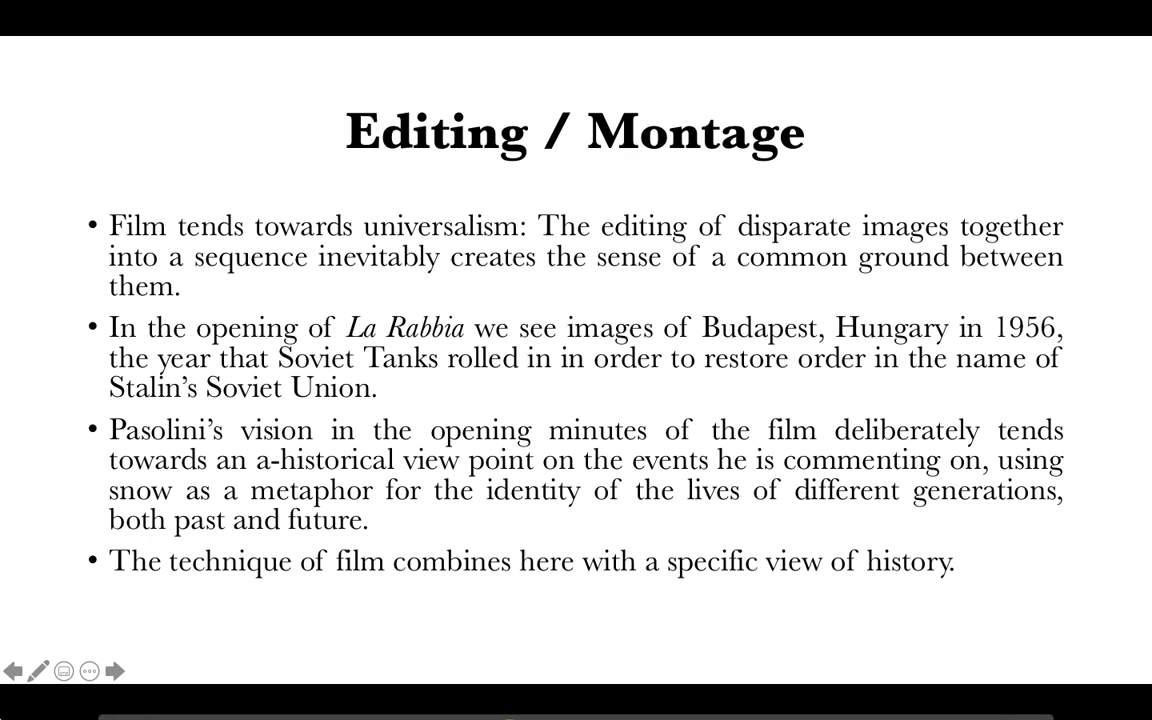 Editing / Montage
• Film tends towards universalism: The editing of disparate images together
into a sequence inevitably creates the sense of a common ground between
them.
• In the opening of La Rabbia we see images of Budapest, Hungary in 1956,
the year that Soviet Tanks rolled in in order to restore order in the name of
Stalin’s Soviet Union.
• Pasolini’s vision in the opening minutes of the film deliberately tends
towards an a-historical view point on the events he is commenting on, using
snow as a metaphor for the identity of the lives of different generations,
both past and future.
• The technique of film combines here with a specific view of history.